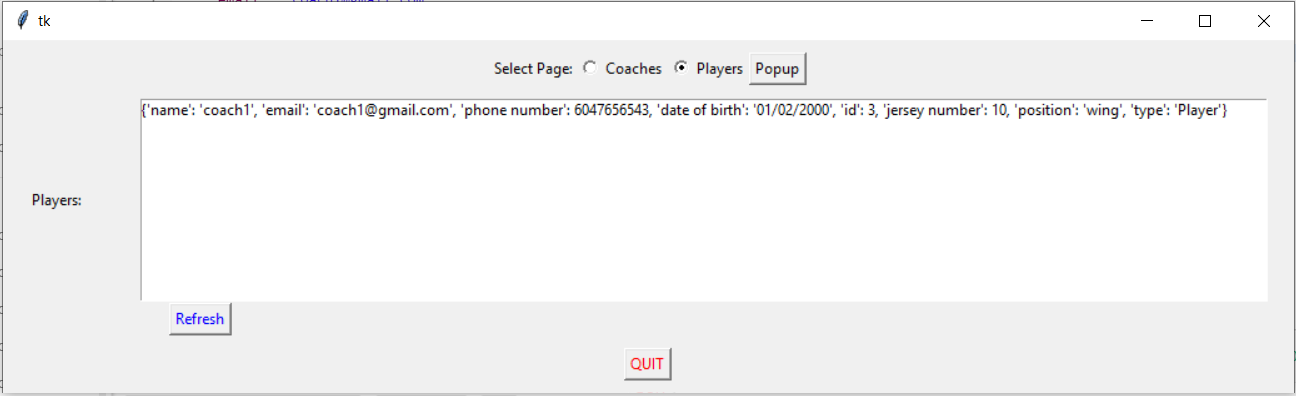 tk
Select Page: Coaches Players Popup
{'name': 'coach1', 'email': 'coach1@gmail.com', 'phone number': 6047656543, 'date of birth': '01/02/2000', 'id': 3, 'jersey number': 10, 'position': 'wing', 'type': 'Player'}
Players:
Refresh
QUIT